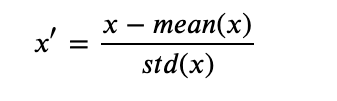 x′ = x − mean(x) / std(x)